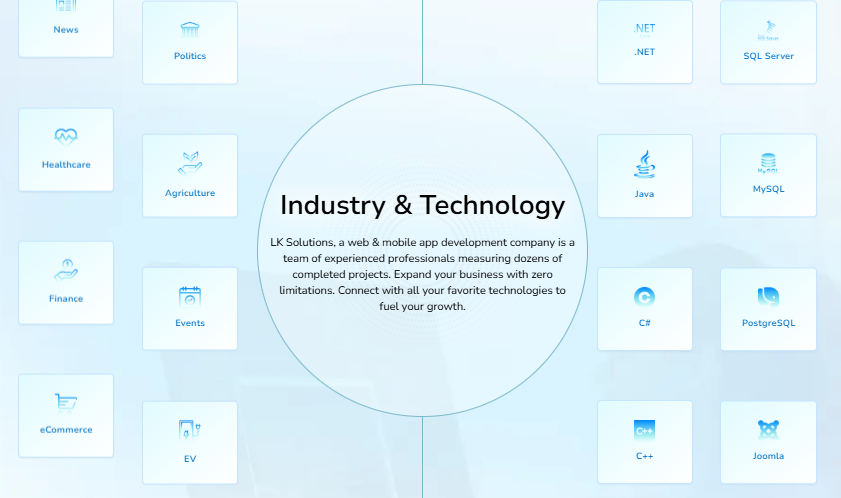 News
Politics
.NET
.NET
SQL Server
Healthcare
Agriculture
Java
MySQL
MySQL
Industry & Technology
LK Solutions, a web & mobile app development company is a
team of experienced professionals measuring dozens of
completed projects. Expand your business with zero
limitations. Connect with all your favorite technologies to
fuel your growth.
Finance
Events
C
C#
PostgreSQL
eCommerce
EV
C++
C++
Joomla